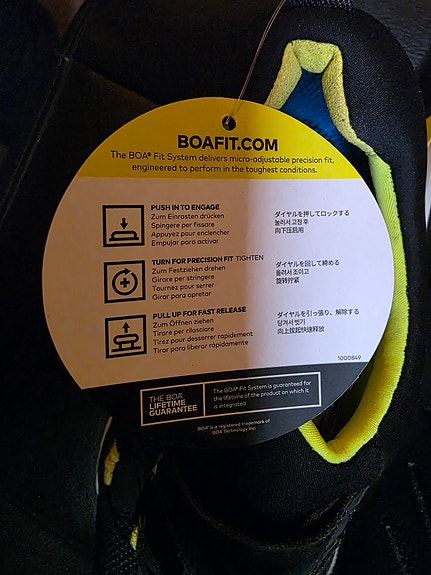 BOAFIT.COM
The BOA® Fit System delivers micro-adjustable precision fit,
engineered to perform in the toughest conditions.
PUSH IN TO ENGAGE
Zum Einrasten drücken
Spingere per fissare
Appuyez pour enclencher
Empujar para activar
ダイヤルを押してロックする
눌러서 고정 후
向下压启用
TURN FOR PRECISION FIT TIGHTEN
Zum Festziehen drehen
Girare per stringere
Tournez pour serrer
Girar para apretar
ダイヤルを回して締める
돌려서 조이고
旋转拧紧
PULL UP FOR FAST RELEASE
Zum Öffnen ziehen
Tirare per rilasciare
Tirez pour desserrer rapidement
Tirar para liberar rápidamente
ダイヤルを引っ張り、解除する
당겨서 벗기
向上拔起快速释放
1000849
THE BOA
LIFETIME
GUARANTEE
The BOA® Fit System is guaranteed for
the lifetime of the product on which it
is integrated.
BOA® is a registered trademark of
BOA Technology Inc.